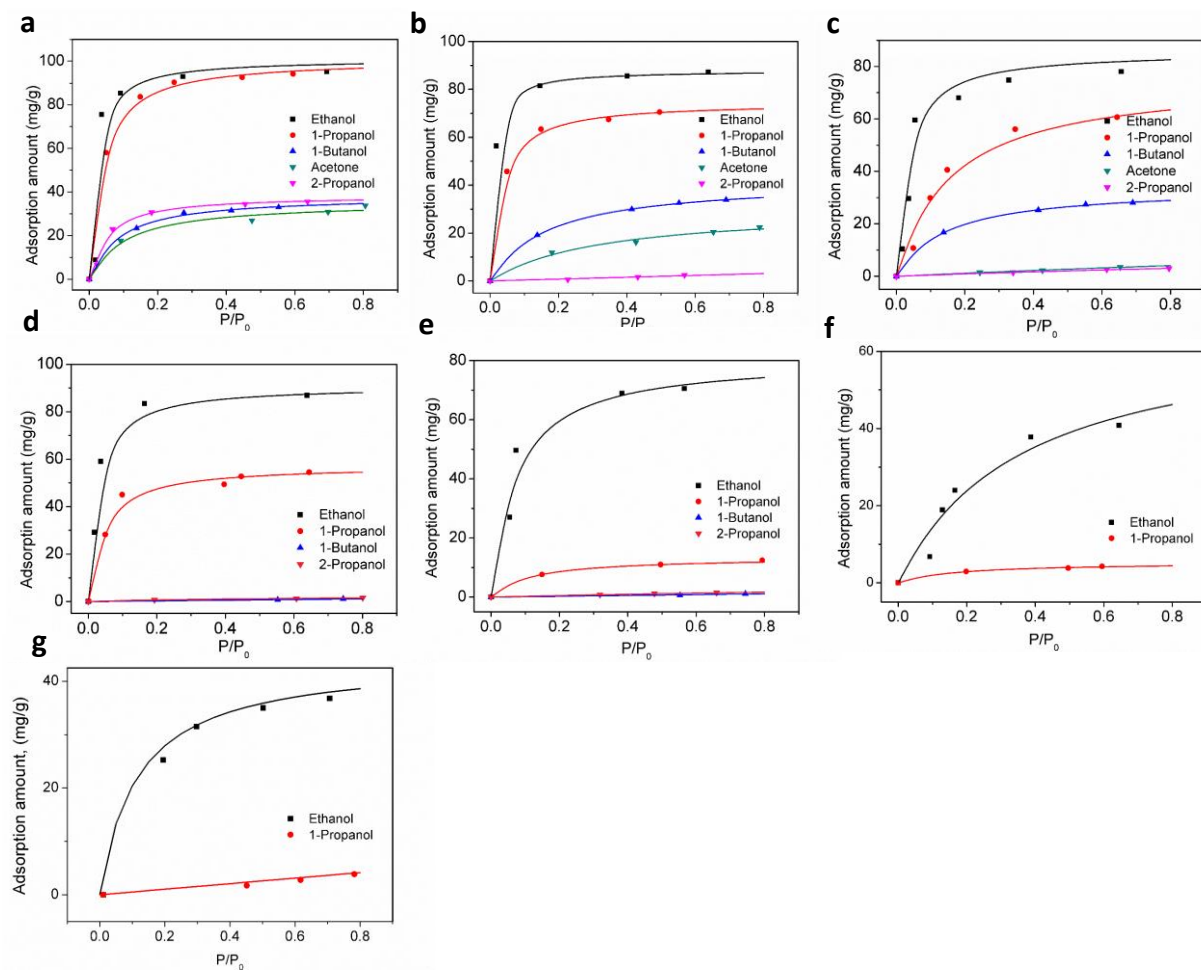 a
Adsorption amount (mg/g)
100
80
60
40
20
0
Ethanol
1-Propanol
1-Butanol
Acetone
2-Propanol
0.0 0.2 0.4 0.6 0.8
P/P0
b
Adsorption amount (mg/g)
100
80
60
40
20
0
Ethanol
1-Propanol
1-Butanol
Acetone
2-Propanol
0.0 0.2 0.4 0.6 0.8
P/P
c
Adsorption amount (mg/g)
80
60
40
20
0
Ethanol
1-Propanol
1-Butanol
Acetone
2-Propanol
0.0 0.2 0.4 0.6 0.8
P/P0
d
Adsorptin amount (mg/g)
100
80
60
40
20
0
Ethanol
1-Propanol
1-Butanol
2-Propanol
0.0 0.2 0.4 0.6 0.8
P/P0
e
Adsorption amount (mg/g)
80
60
40
20
0
Ethanol
1-Propanol
1-Butanol
2-Propanol
0.0 0.2 0.4 0.6 0.8
P/P0
f
Adsorption amount (mg/g)
60
40
20
0
Ethanol
1-Propanol
0.0 0.2 0.4 0.6 0.8
P/P0
g
Adsorption amount, (mg/g)
40
20
0
Ethanol
1-Propanol
0.0 0.2 0.4 0.6 0.8
P/P0